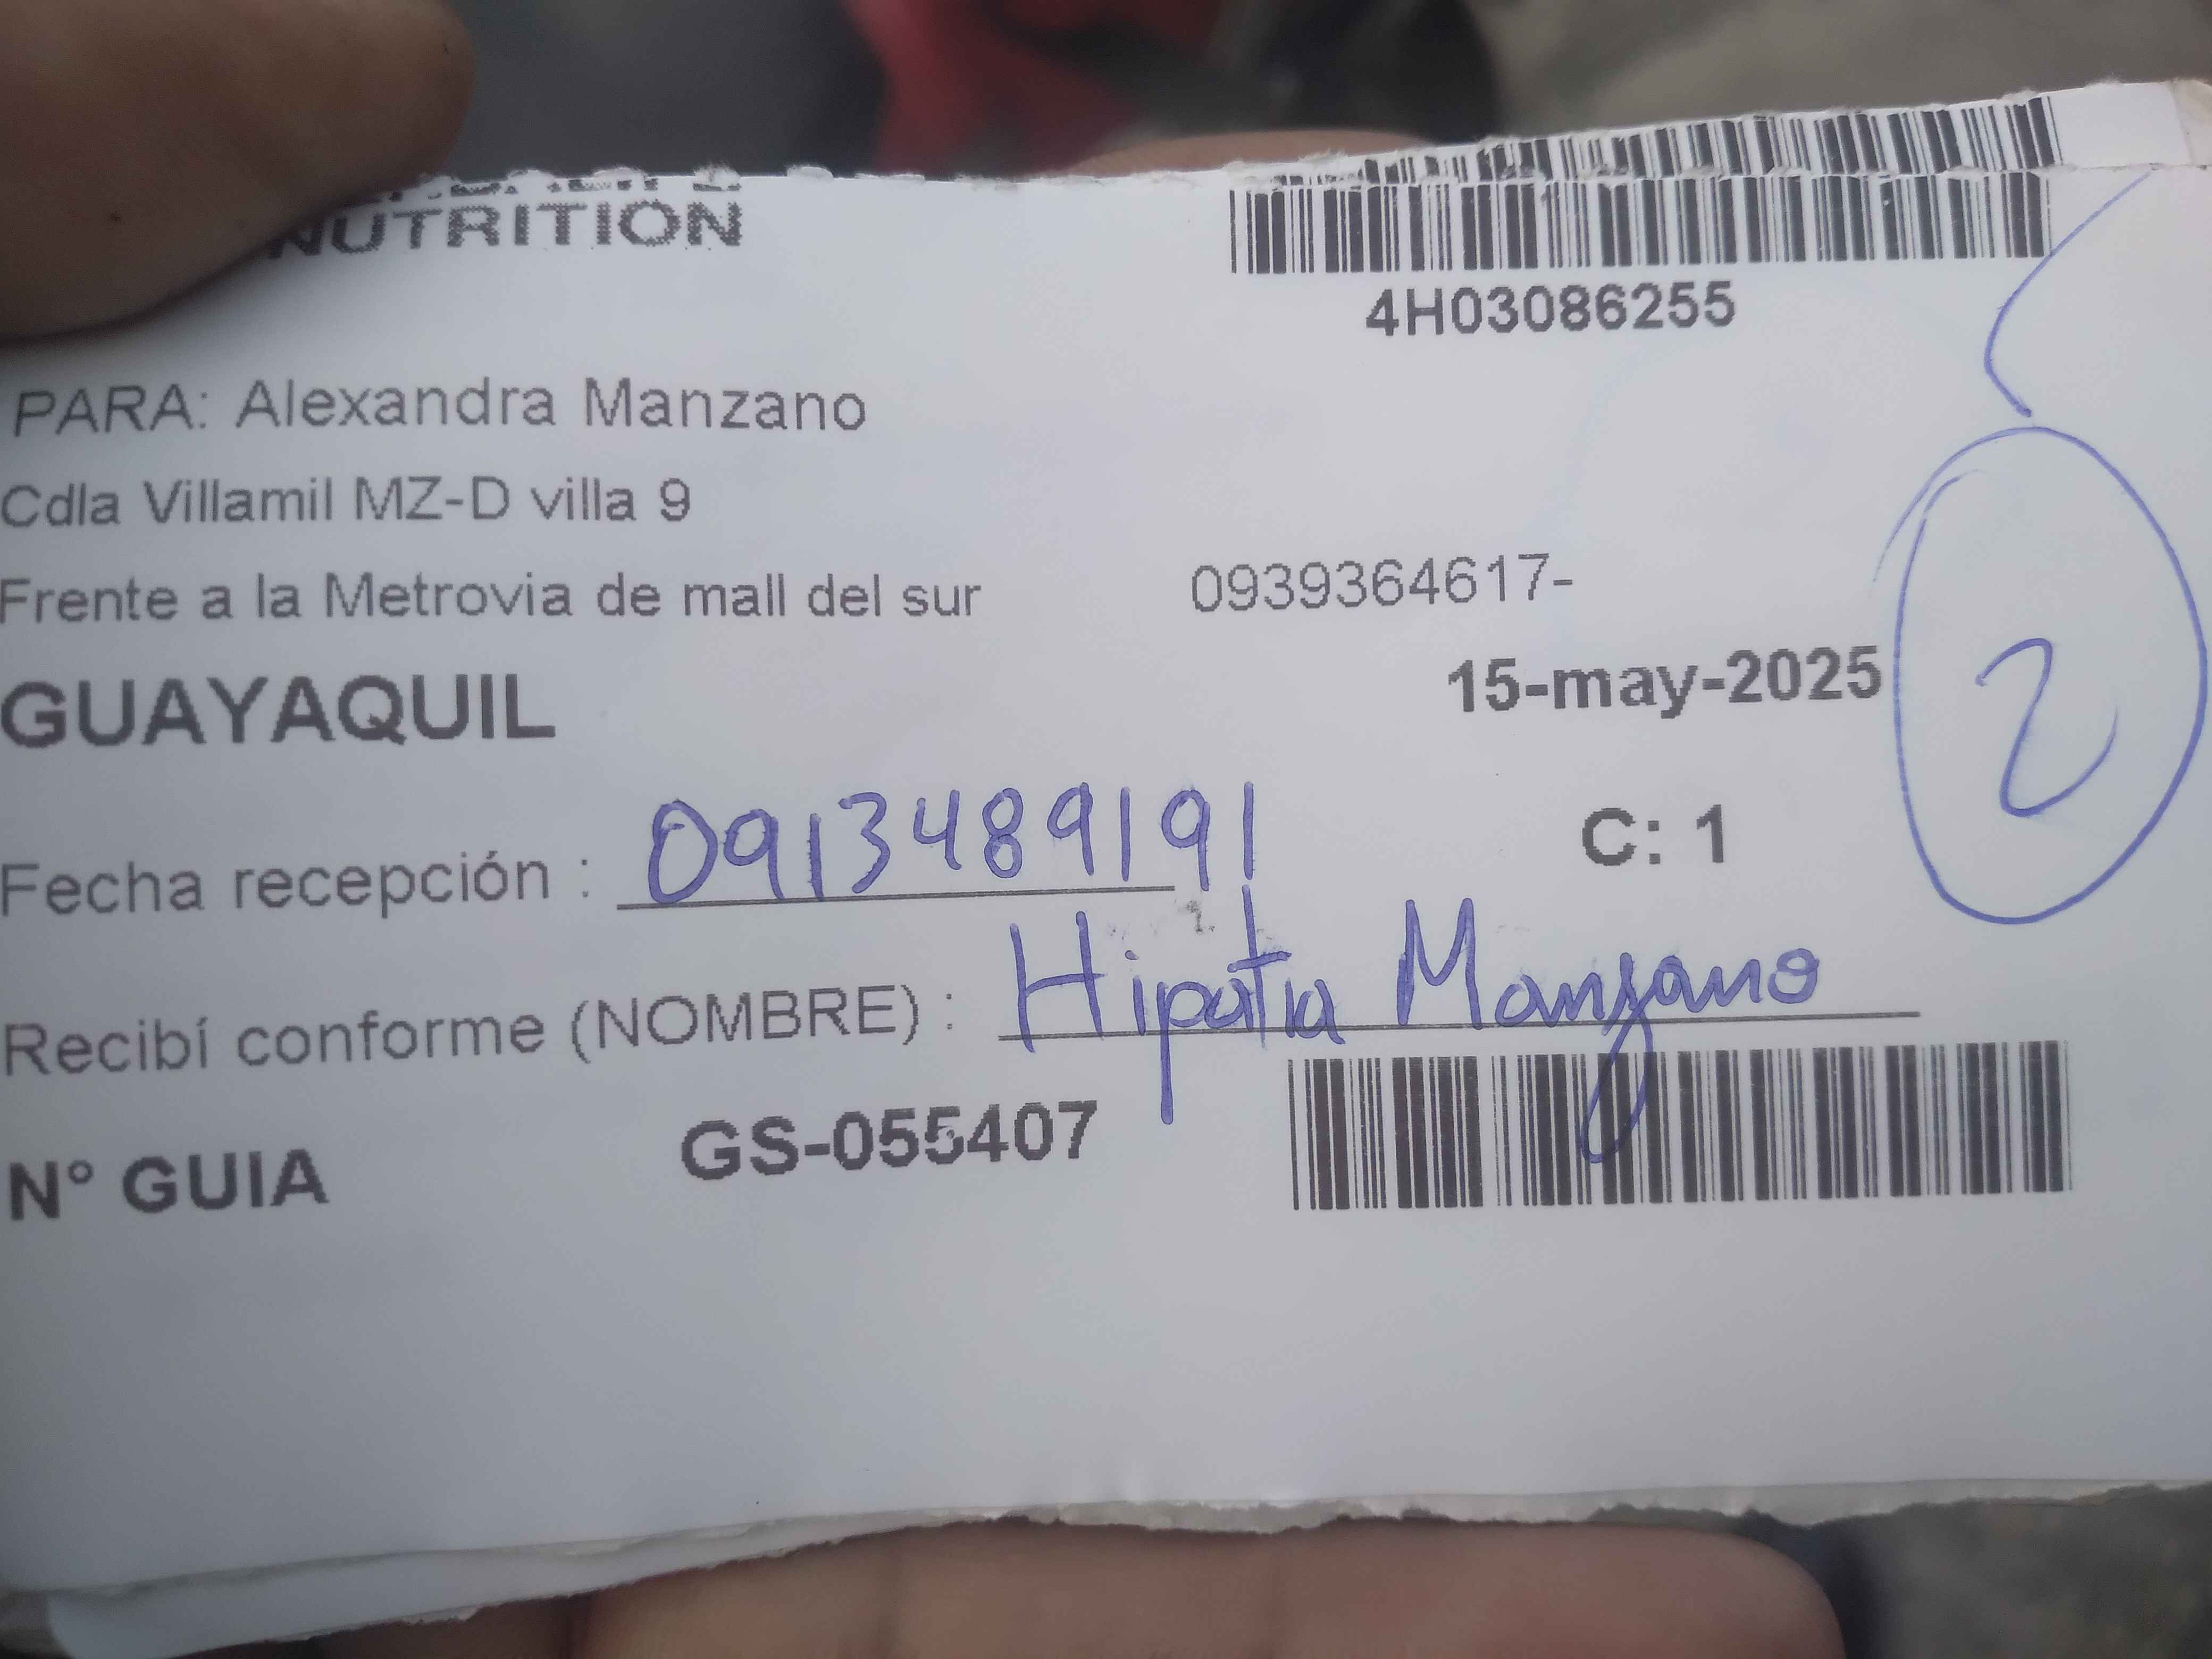 NUTRITION
4H03086255
PARA: Alexandra Manzano
Cdla Villamil MZ-D villa 9
Frente a la Metrovia de mall del sur 0939364617-
GUAYAQUIL 15-may-2025
2
C: 1
Fecha recepción : 0913489191
Recibí conforme (NOMBRE) : Hipatia Manzano
N° GUIA GS-055407